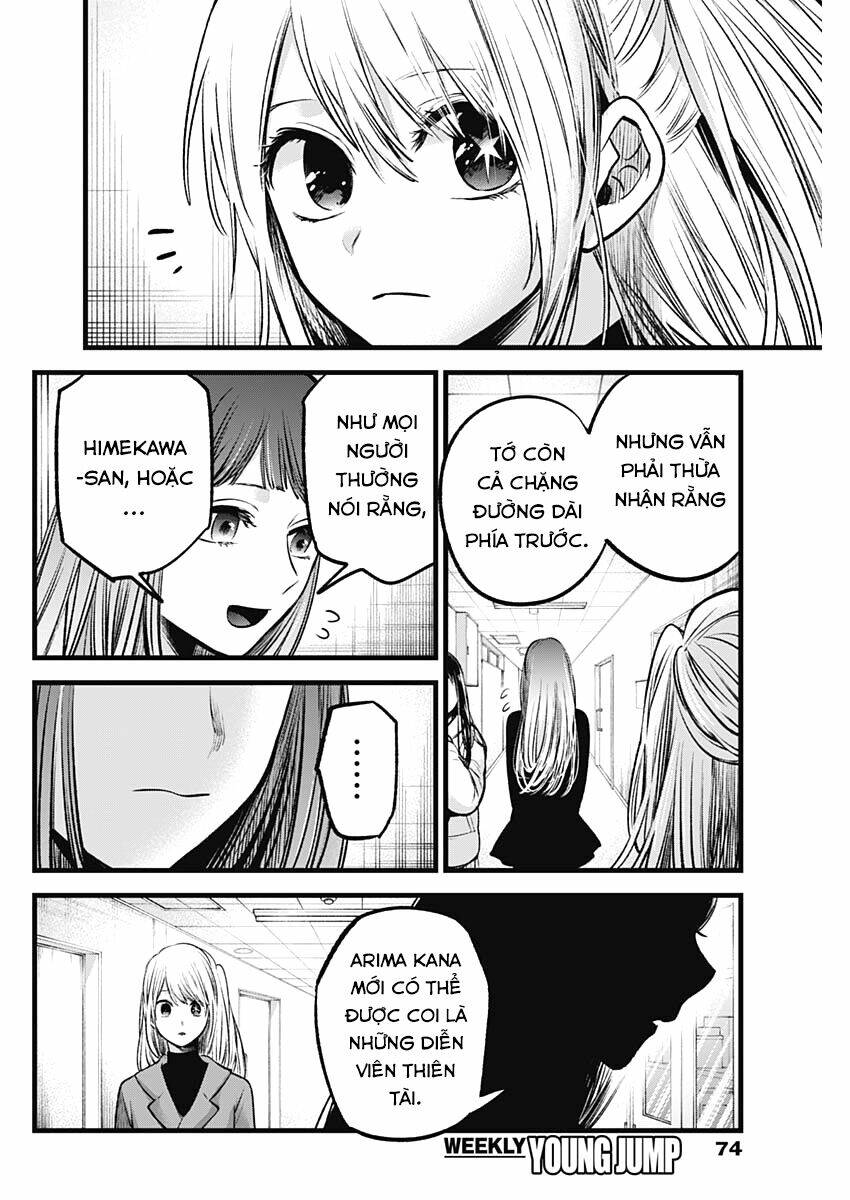 NHƯNG VẪN
PHẢI THỪA
NHẬN RẰNG
TỚ CÒN
CẢ CHẶNG
ĐƯỜNG DÀI
PHÍA TRƯỚC.
NHƯ MỌI
NGƯỜI
THƯỜNG
NÓI RẰNG,
HIMEKAWA
-SAN, HOẶC
...
......
ARIMA KANA
MỚI CÓ THỂ
ĐƯỢC COI LÀ
NHỮNG DIỄN
VIÊN THIÊN
TÀI.
WEEKLY YOUNG JUMP 74